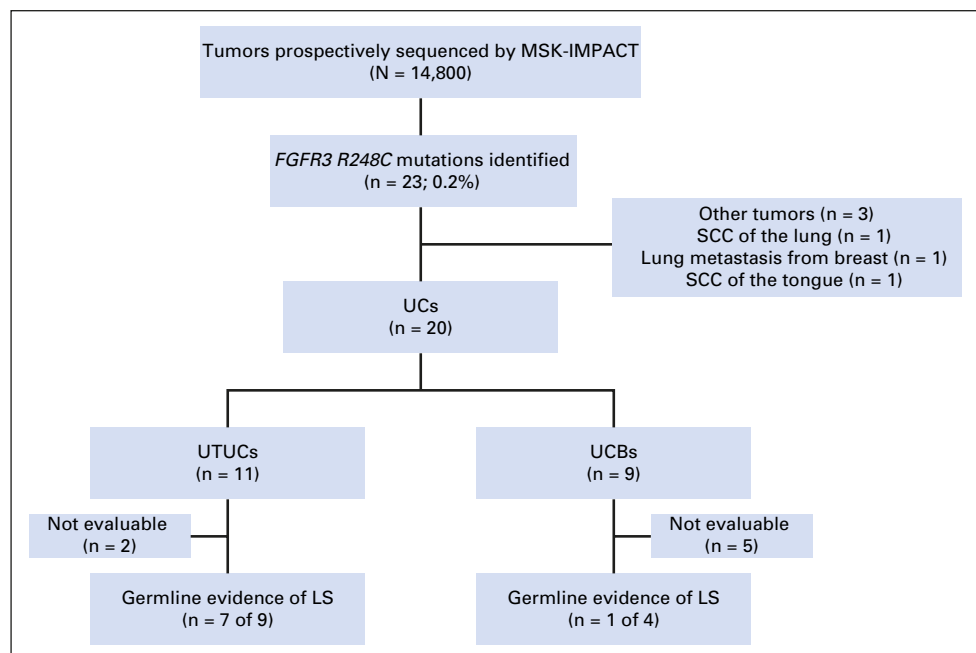 Tumors prospectively sequenced by MSK-IMPACT
(N = 14,800)
FGFR3 R248C mutations identified
(n = 23; 0.2%)
Other tumors (n = 3)
SCC of the lung (n = 1)
Lung metastasis from breast (n = 1)
SCC of the tongue (n = 1)
UCs
(n = 20)
UTUCs
(n = 11)
UCBs
(n = 9)
Not evaluable
(n = 2)
Not evaluable
(n = 5)
Germline evidence of LS
(n = 7 of 9)
Germline evidence of LS
(n = 1 of 4)